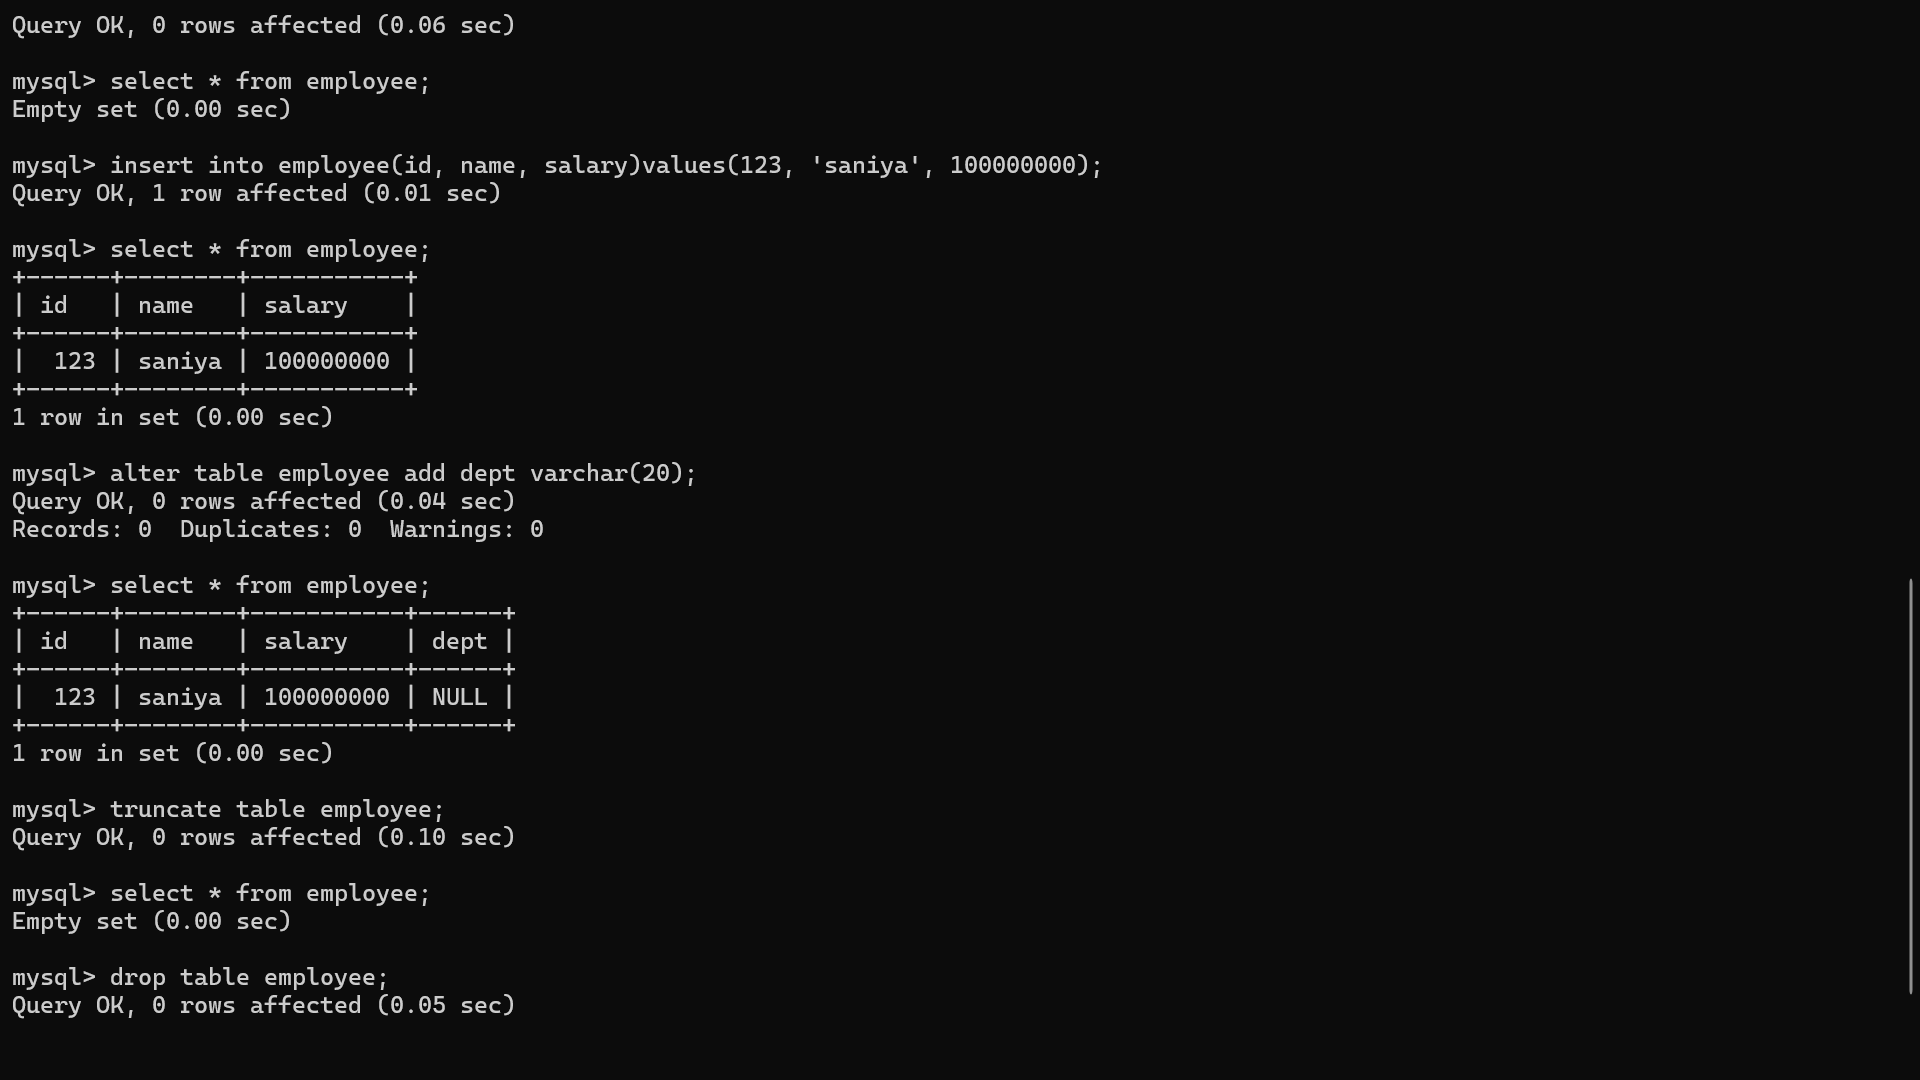 Query OK, 0 rows affected (0.06 sec)
mysql> select * from employee;
Empty set (0.00 sec)
mysql> insert into employee(id, name, salary)values(123, 'saniya', 100000000);
Query OK, 1 row affected (0.01 sec)
mysql> select * from employee;
+------+--------+-----------+
| id   | name   | salary    |
+------+--------+-----------+
|  123 | saniya | 100000000 |
+------+--------+-----------+
1 row in set (0.00 sec)
mysql> alter table employee add dept varchar(20);
Query OK, 0 rows affected (0.04 sec)
Records: 0  Duplicates: 0  Warnings: 0
mysql> select * from employee;
+------+--------+-----------+------+
| id   | name   | salary    | dept |
+------+--------+-----------+------+
|  123 | saniya | 100000000 | NULL |
+------+--------+-----------+------+
1 row in set (0.00 sec)
mysql> truncate table employee;
Query OK, 0 rows affected (0.10 sec)
mysql> select * from employee;
Empty set (0.00 sec)
mysql> drop table employee;
Query OK, 0 rows affected (0.05 sec)